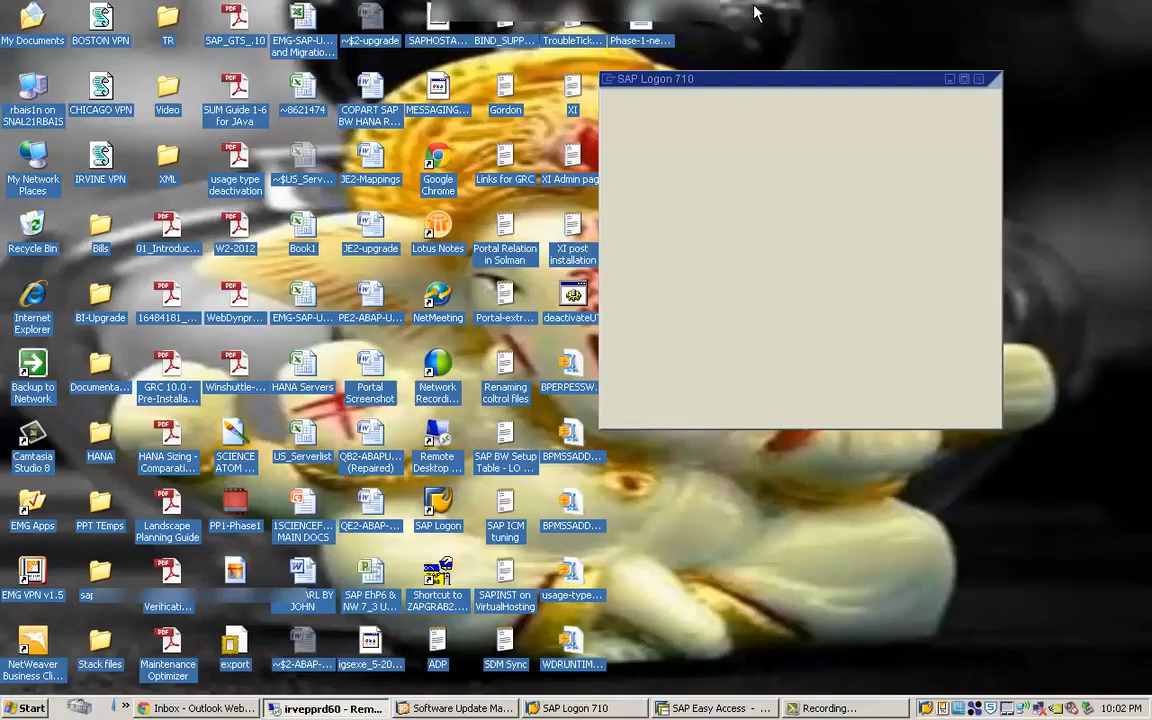 My Documents
BOSTON VPN
TR
SAP_GTS_.10
EMG-SAP-U...
and Migratio...
~$2-upgrade
SAPHOSTA...
BIND_SUPP...
TroubleTick...
Phase-1-ne...
SAP Logon 710
rbais1n on
SNAL21RBAIS
CHICAGO VPN
Video
SUM Guide 1-6
for JAva
~8621474
COPART SAP
BW HANA R...
MESSAGING...
Gordon
XI
My Network
Places
IRVINE VPN
XML
usage type
deactivation
~$US_Serv...
JE2-Mappings
Google
Chrome
Links for GRC
XI Admin pag
Recycle Bin
Bills
01_Introduc...
W2-2012
Book1
JE2-upgrade
Lotus Notes
Portal Relation
in Solman
XI post
installation
Internet
Explorer
BI-Upgrade
16484181_...
WebDynpr...
EMG-SAP-U...
PE2-ABAP-U...
NetMeeting
Portal-extr...
deactivateU
Backup to
Network
Documenta...
GRC 10.0 -
Pre-Installa...
Winshuttle-...
HANA Servers
Portal
Screenshot
Network
Recordi...
Renaming
coltrol files
BPERPESSW.
Camtasia
Studio 8
HANA
HANA Sizing -
Comparati...
SCIENCE
ATOM ...
US_Serverlist
QB2-ABAPU...
(Repaired)
Remote
Desktop ...
SAP BW Setup
Table - LO ...
BPMSSADD...
EMG Apps
PPT TEmps
Landscape
Planning Guide
PP1-Phase1
1SCIENCEF...
MAIN DOCS
QE2-ABAP-...
SAP Logon
SAP ICM
tuning
BPMSSADD...
EMG VPN v1.5
sap
Verificati...
ARL BY
JOHN
SAP EhP6 &
NW 7_3 U...
Shortcut to
ZAPGRAB2...
SAPINST on
VirtualHosting
usage-type...
NetWeaver
Business Cli...
Stack files
Maintenance
Optimizer
export
~$2-ABAP-...
igsexe_5-20...
ADP
SDM Sync
WDRUNTIM...
Start
Inbox - Outlook Web...
irvepprd60 - Rem...
Software Update Ma...
SAP Logon 710
SAP Easy Access - ...
Recording...
10:02 PM